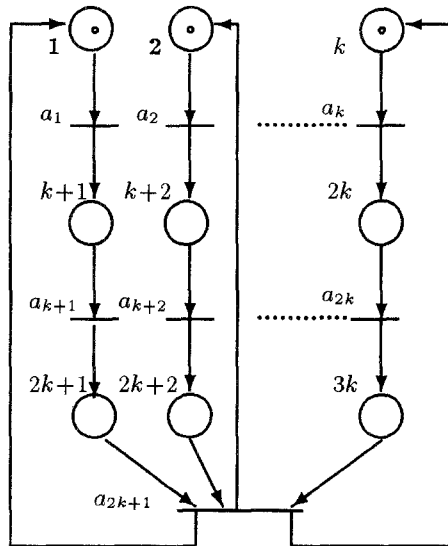 1 2 k
a₁ a₂ aₖ
k+1 k+2 2k
aₖ₊₁ aₖ₊₂ a₂ₖ
2k+1 2k+2 3k
a₂ₖ₊₁